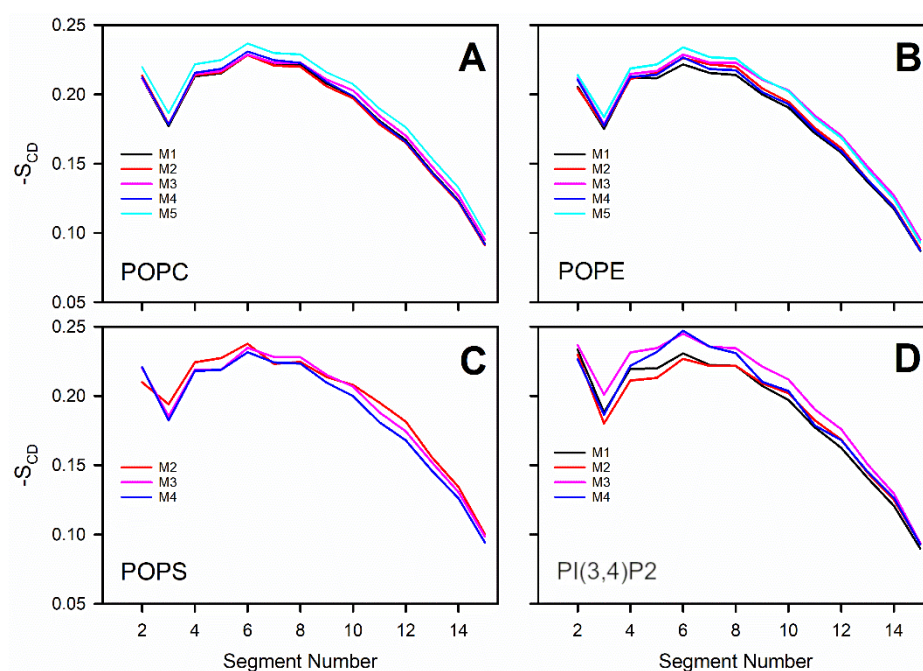 0.25
0.20
0.15
0.10
0.05
-S_CD
A
M1
M2
M3
M4
M5
POPC
B
M1
M2
M3
M4
M5
POPE
0.25
0.20
0.15
0.10
0.05
-S_CD
C
M2
M3
M4
POPS
2 4 6 8 10 12 14
Segment Number
D
M1
M2
M3
M4
PI(3,4)P2
2 4 6 8 10 12 14
Segment Number